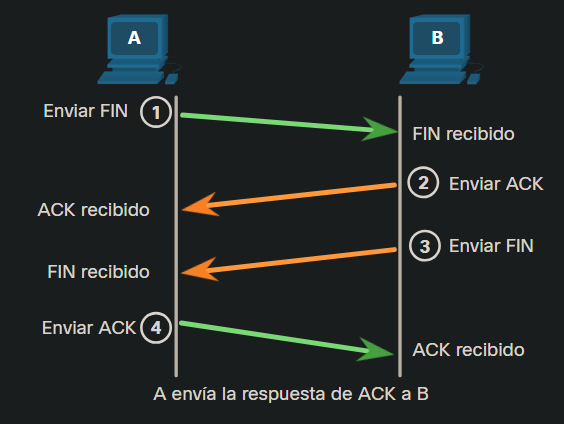 A
B
Enviar FIN 1
FIN recibido
2 Enviar ACK
ACK recibido
3 Enviar FIN
FIN recibido
Enviar ACK 4
ACK recibido
A envía la respuesta de ACK a B